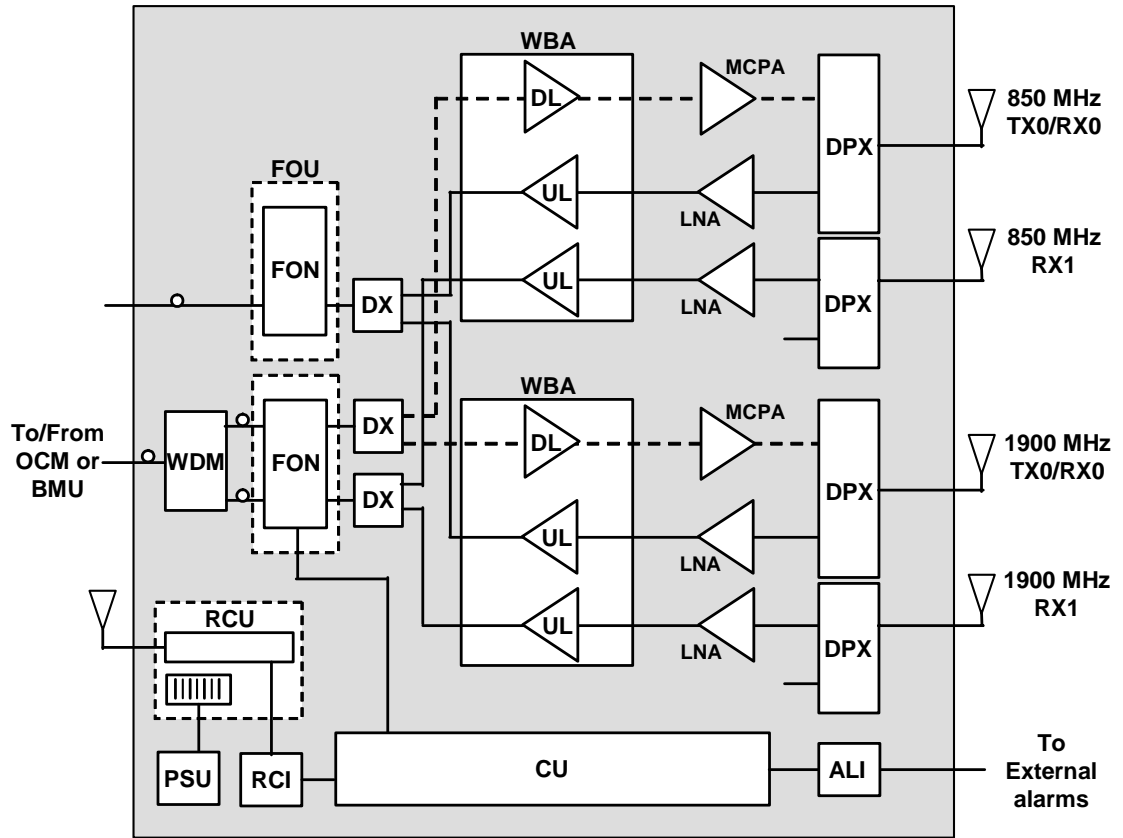 WBA
MCPA
DL
850 MHz
TX0/RX0
DPX
FOU
UL
LNA
FON
850 MHz
RX1
UL
DX
LNA
DPX
WBA
MCPA
DL
DX
To/From
OCM or
BMU
WDM
FON
1900 MHz
TX0/RX0
DPX
DX
UL
LNA
1900 MHz
RX1
RCU
UL
LNA
DPX
PSU
RCI
CU
ALI
To
External
alarms